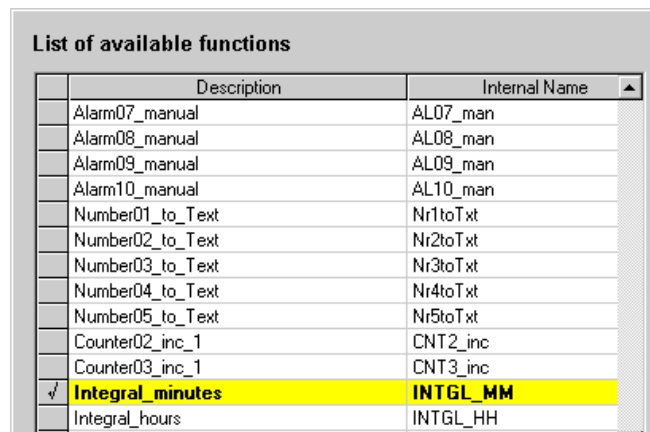 List of available functions
Description Internal Name
Alarm07_manual AL07_man
Alarm08_manual AL08_man
Alarm09_manual AL09_man
Alarm10_manual AL10_man
Number01_to_Text Nr1toTxt
Number02_to_Text Nr2toTxt
Number03_to_Text Nr3toTxt
Number04_to_Text Nr4toTxt
Number05_to_Text Nr5toTxt
Counter02_inc_1 CNT2_inc
Counter03_inc_1 CNT3_inc
√ Integral_minutes INTGL_MM
Integral_hours INTGL_HH